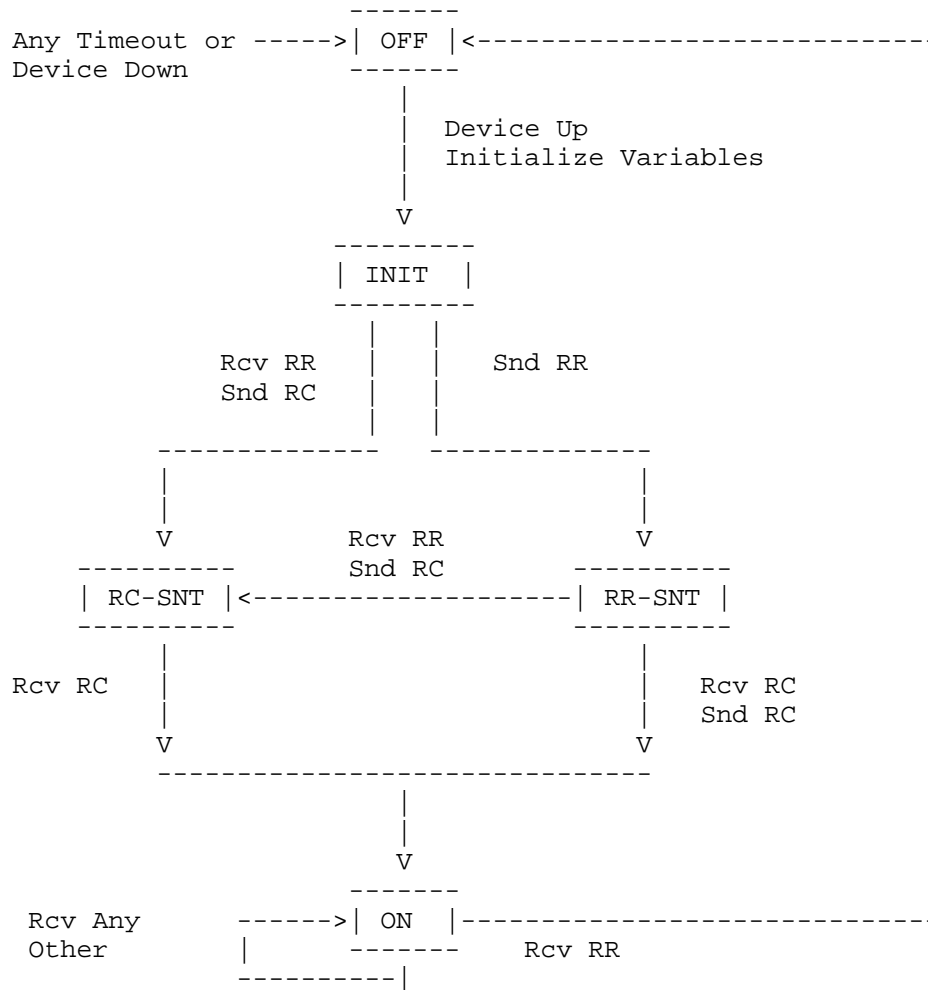 Any Timeout or
Device Down
OFF
Device Up
Initialize Variables
INIT
Rcv RR
Snd RC
Snd RR
Rcv RR
Snd RC
RC-SNT
RR-SNT
Rcv RC
Rcv RC
Snd RC
Rcv Any
Other
ON
Rcv RR